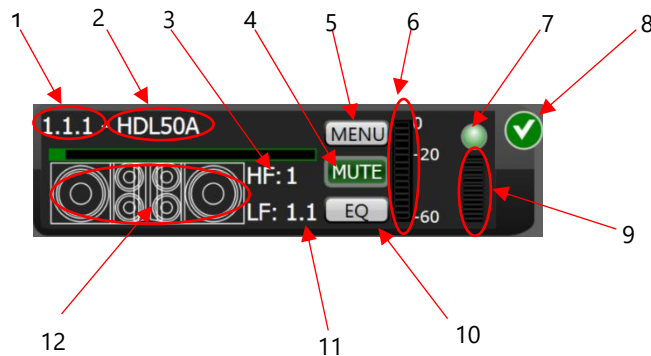 1 2 3 4 5 6 7 8
1.1.1 - HDL50A MENU 0
-20
HF: 1 MUTE
LF: 1.1 EQ -60
9
12 11 10